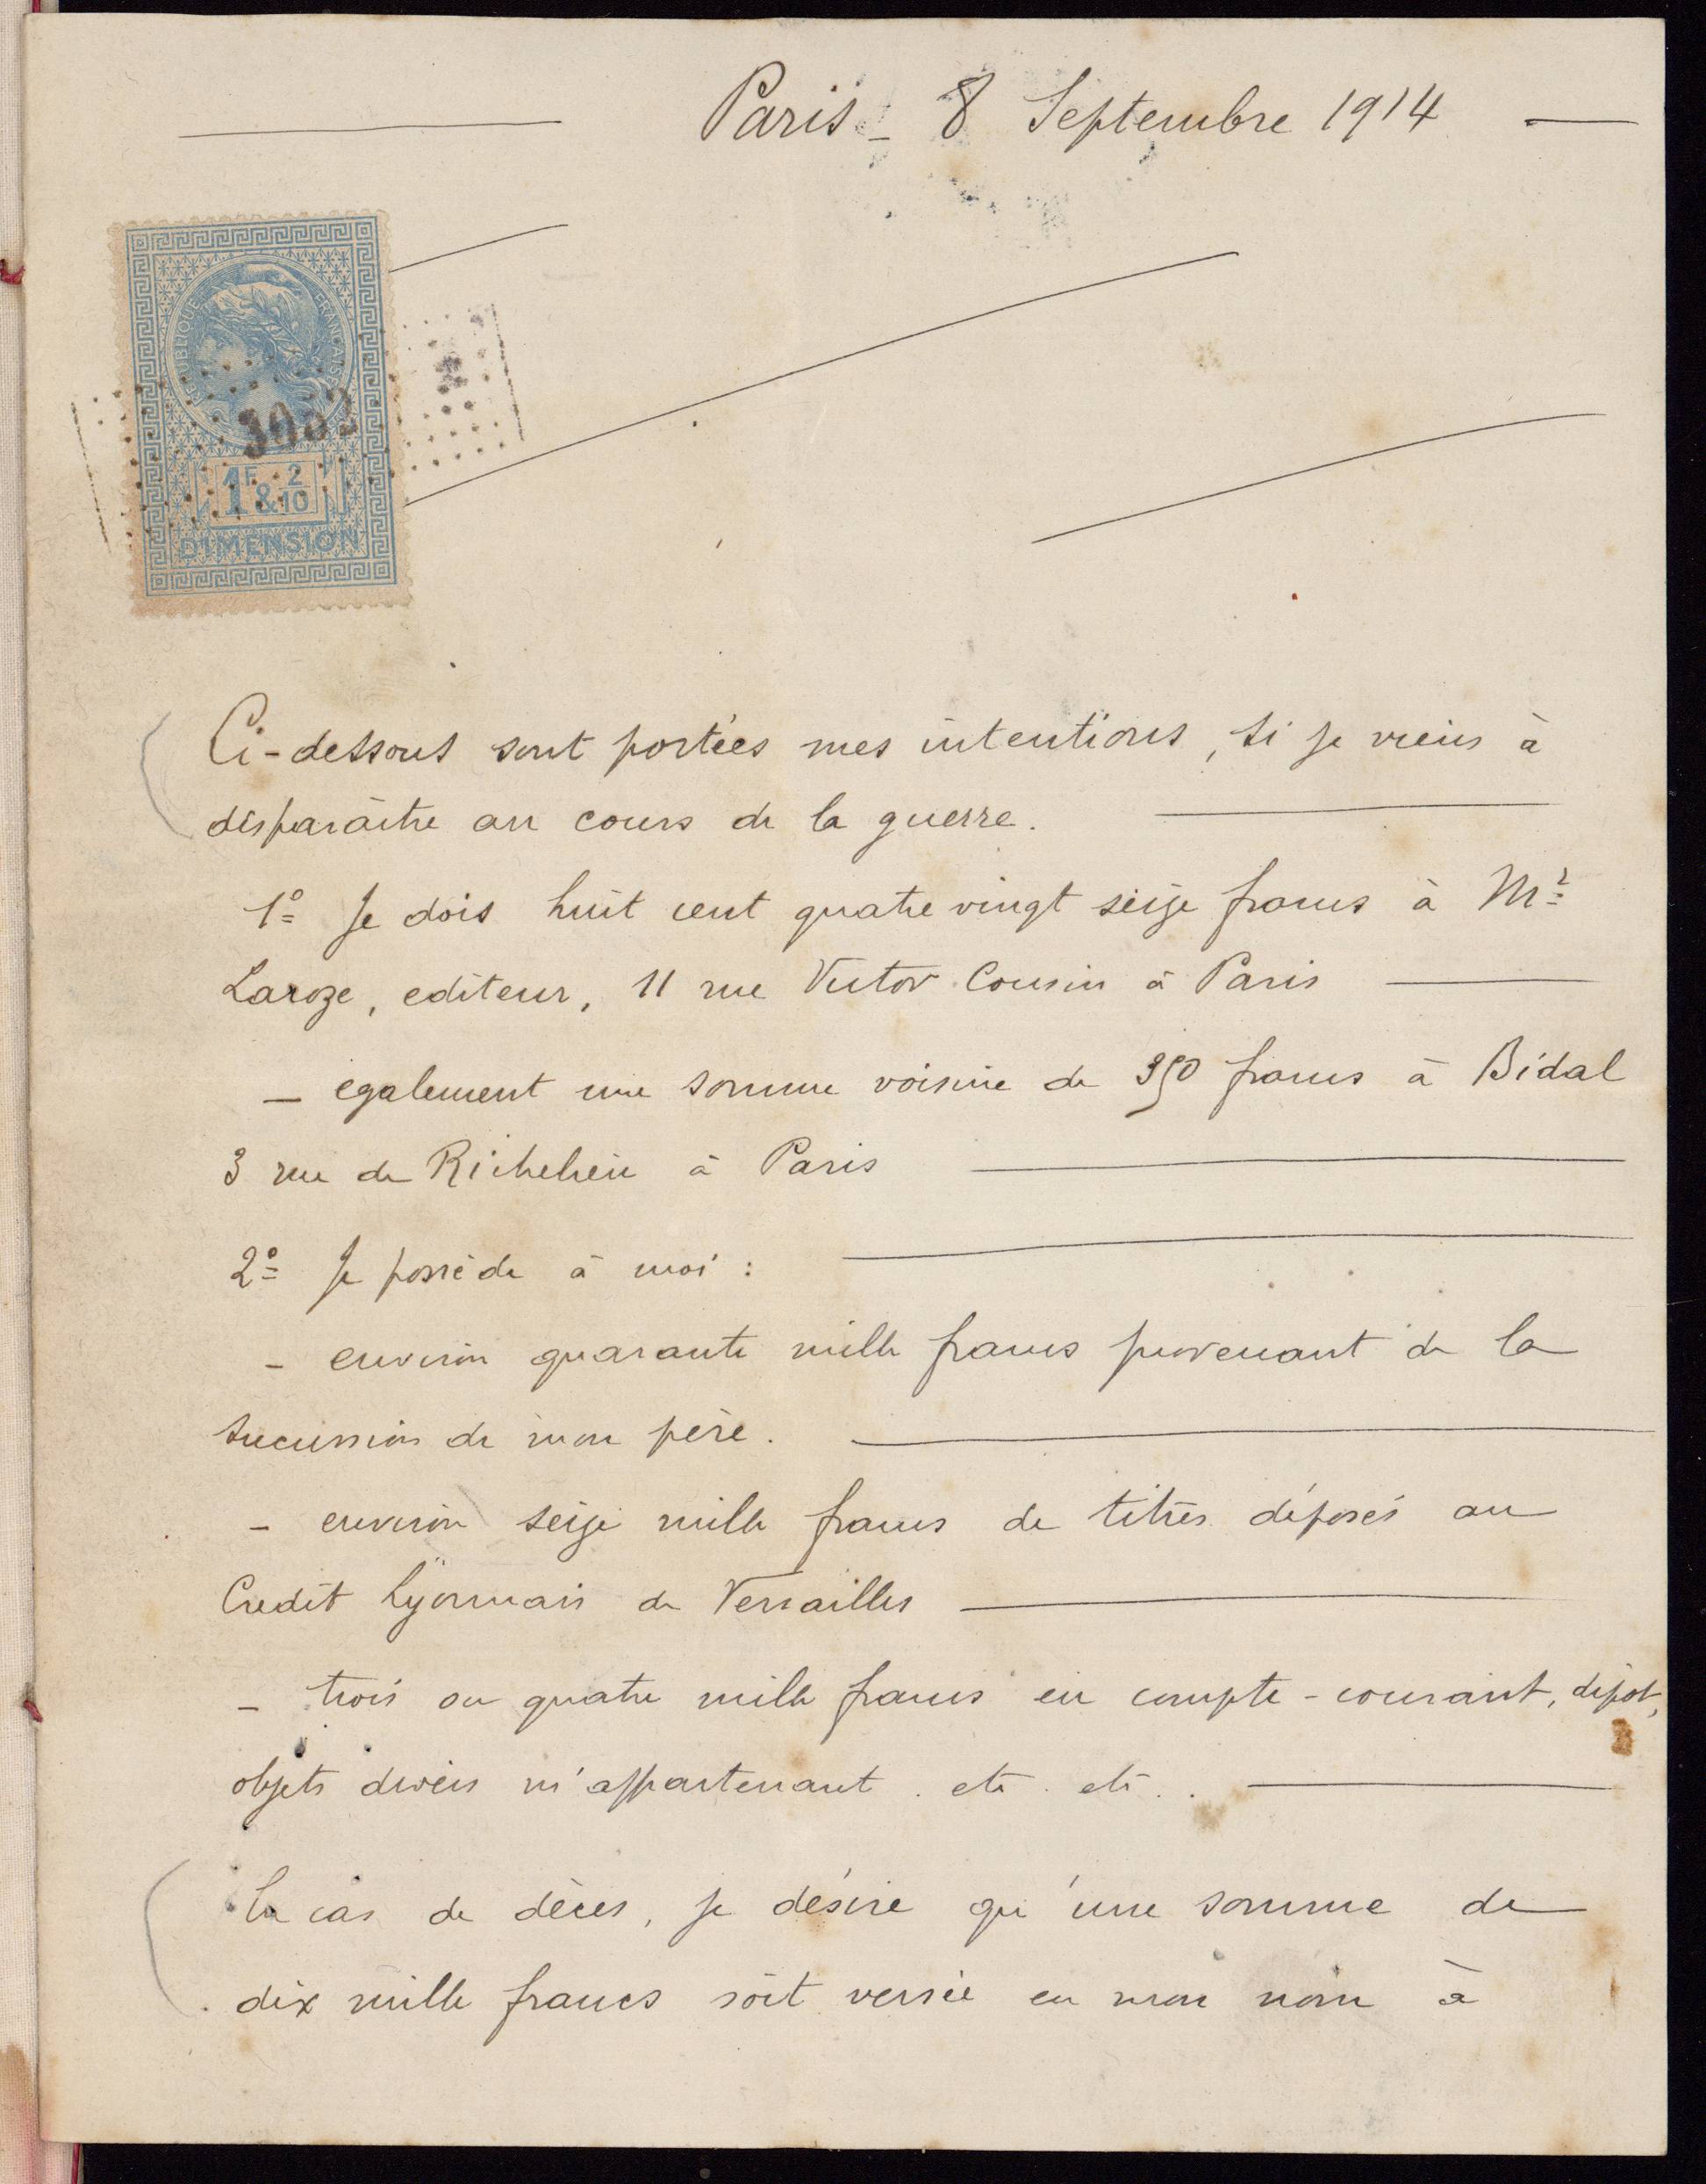 Paris - 8 Septembre 1914
REPUBLIQUE FRANÇAISE
1F & 2/10
DIMENSION
Ci-dessous sont portées mes intentions, si je viens à
disparaître au cours de la guerre.
1° Je dois huit cent quatre vingt seize francs à Mr
Laroze, editeur, 11 rue Victor Cousin à Paris
- egalement une somme voisine de 350 francs à Bidal
3 rue de Richelieu à Paris
2° Je possède à moi :
- environ quarante mille francs provenant de la
succession de mon père.
- environ seize mille francs de titres déposés au
Credit Lyonnais de Versailles
- trois ou quatre mille francs en compte-courant, dépot,
objets divers m'appartenant. etc. etc..
En cas de décès, je désire qu'une somme de
dix mille francs soit versée en mon nom à